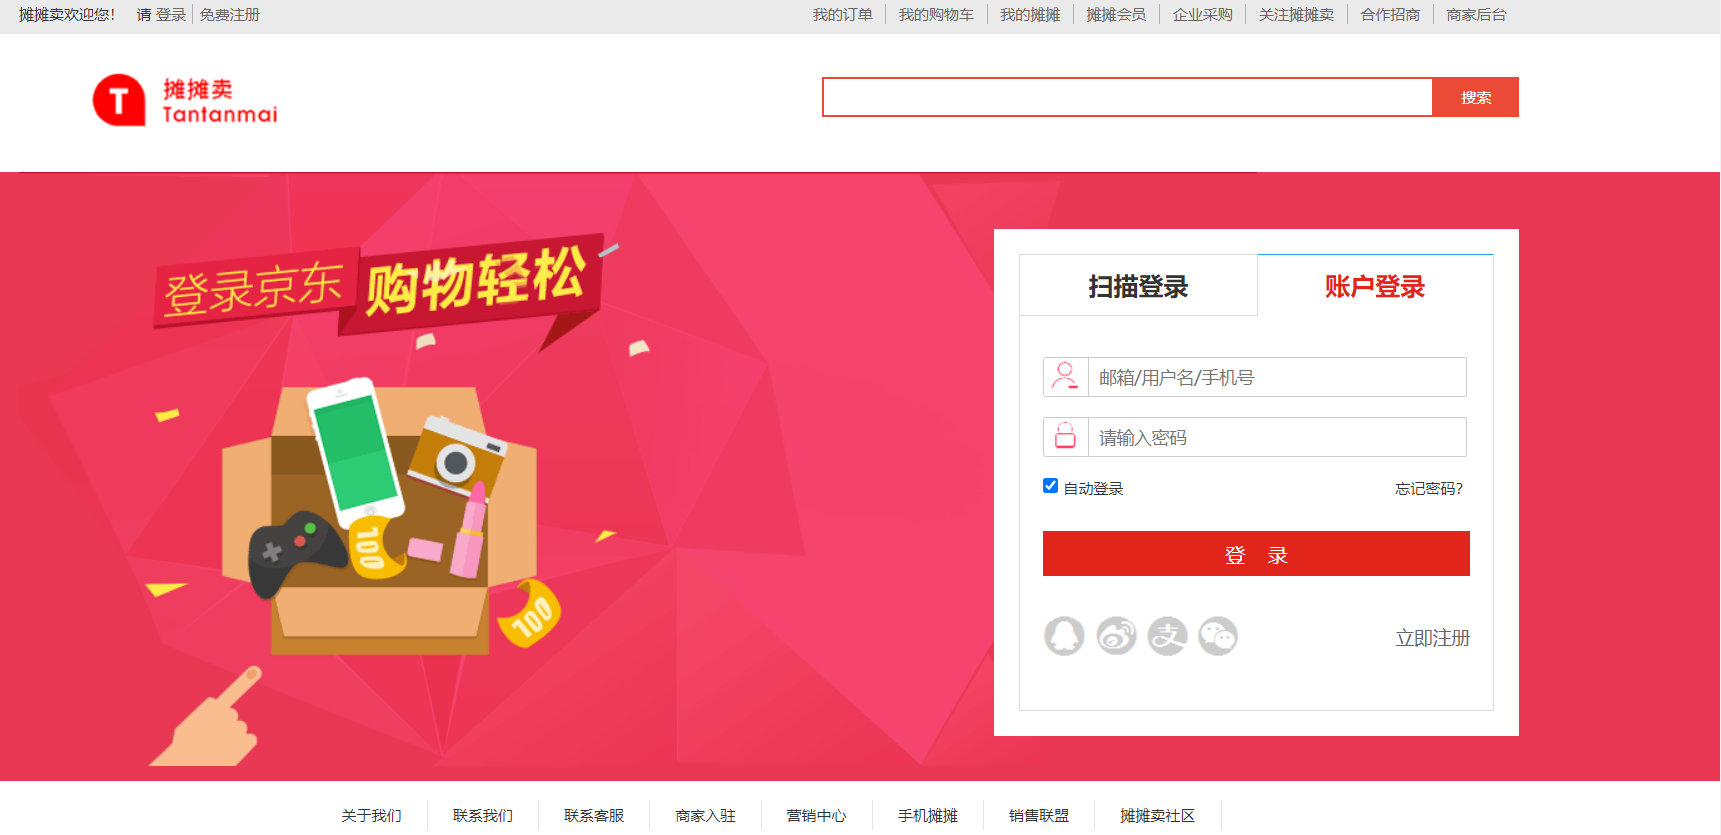 摊摊卖欢迎您! 请 登录 免费注册 我的订单 我的购物车 我的摊摊 摊摊会员 企业采购 关注摊摊卖 合作招商 商家后台
T 摊摊卖
Tantanmai
搜索
登录京东 购物轻松
扫描登录 账户登录
邮箱/用户名/手机号
请输入密码
自动登录 忘记密码?
登 录
支
立即注册
100
100
关于我们 联系我们 联系客服 商家入驻 营销中心 手机摊摊 销售联盟 摊摊卖社区